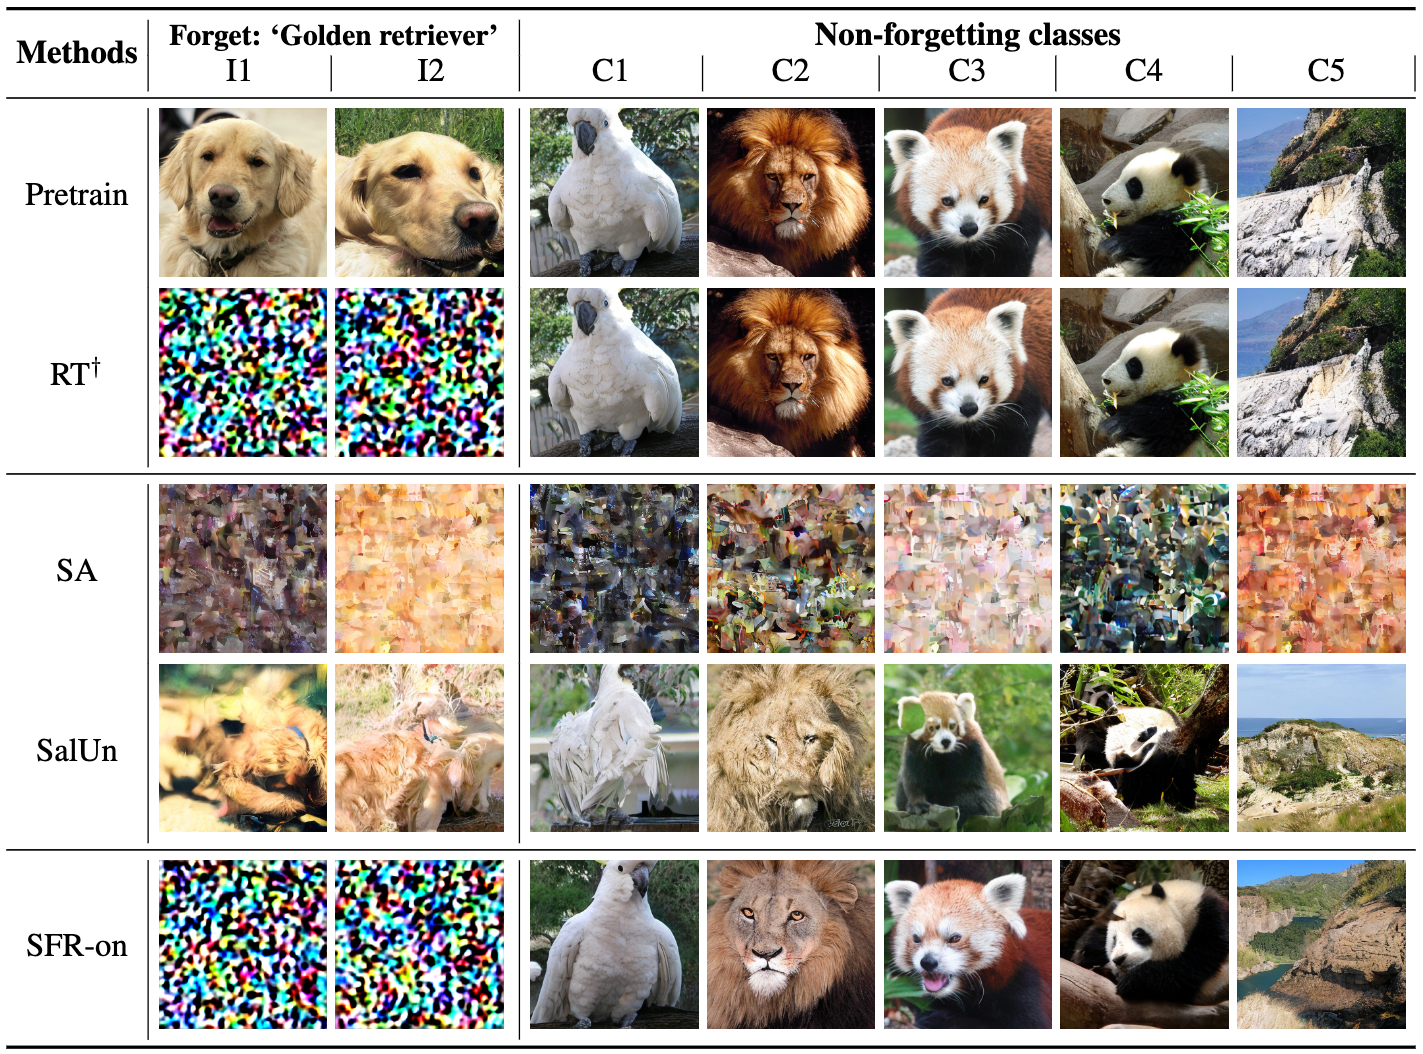 Methods
Forget: ‘Golden retriever’
Non-forgetting classes
I1 I2 C1 C2 C3 C4 C5
Pretrain
RT†
SA
SalUn
SFR-on